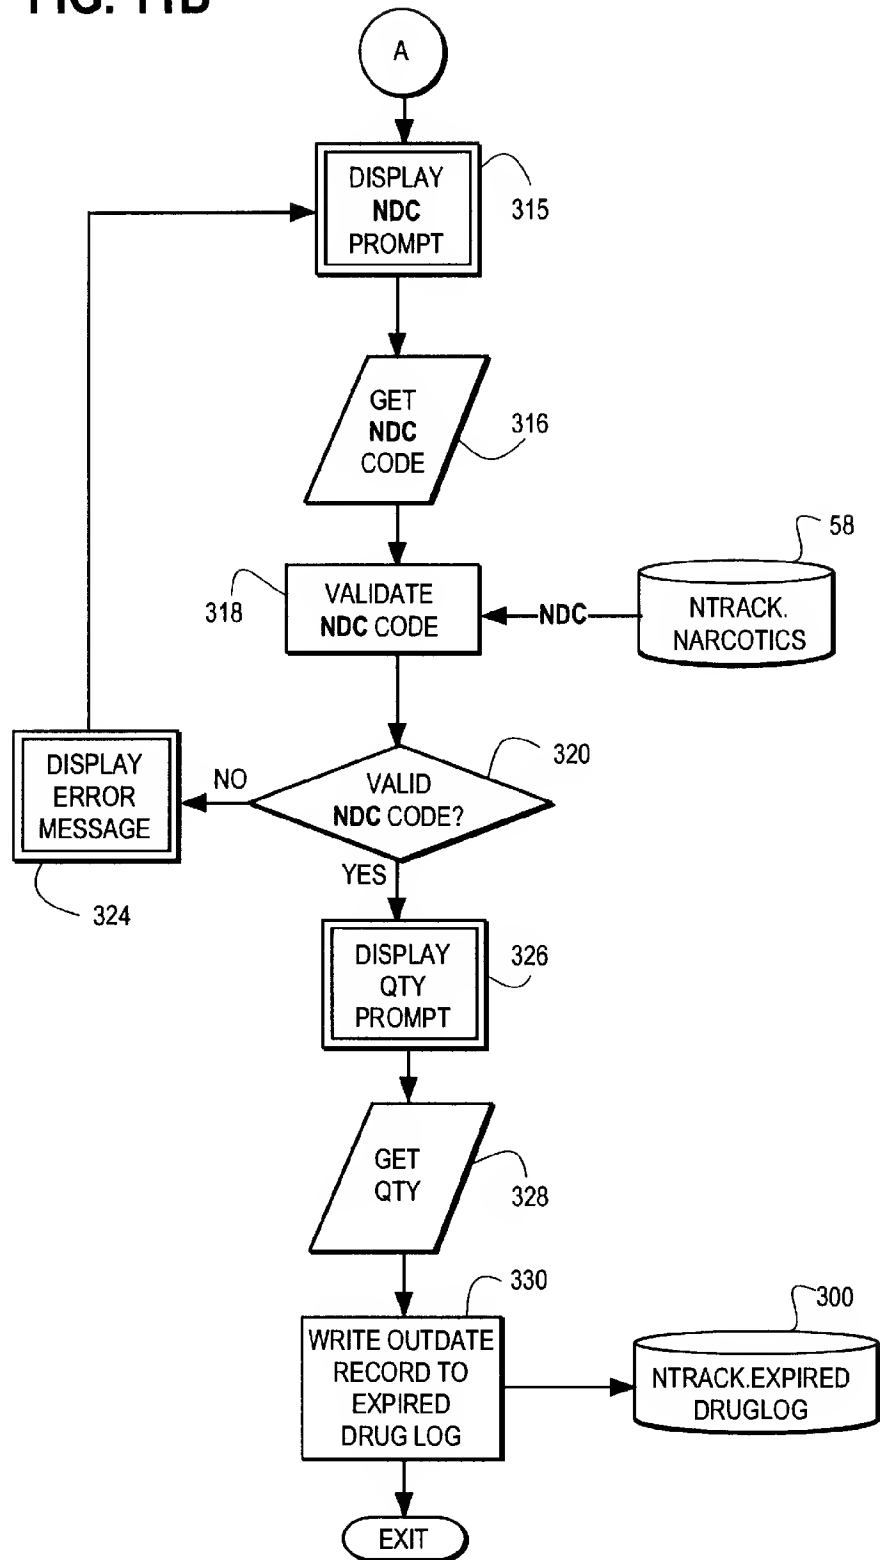 FIG. 11B
A
DISPLAY
NDC
PROMPT
315
GET
NDC
CODE
316
58
318
VALIDATE
NDC CODE
NDC
NTRACK.
NARCOTICS
320
VALID
NDC CODE?
NO
DISPLAY
ERROR
MESSAGE
324
YES
DISPLAY
QTY
PROMPT
326
GET
QTY
328
330
300
WRITE OUTDATE
RECORD TO
EXPIRED
DRUG LOG
NTRACK.EXPIRED
DRUGLOG
EXIT